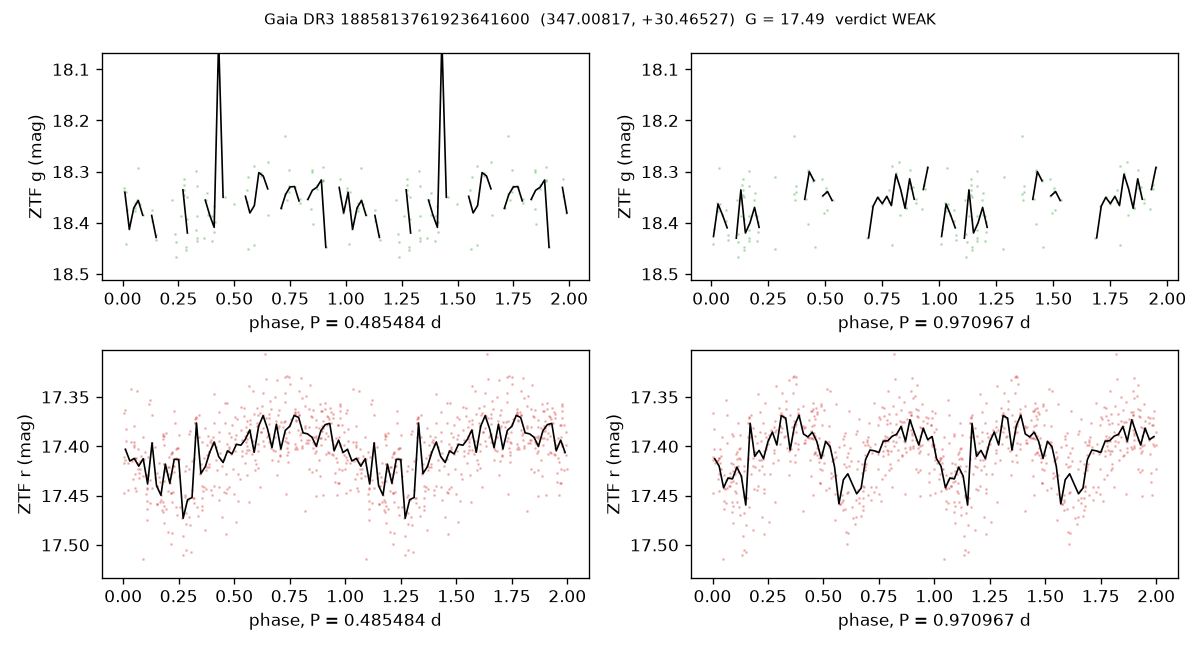 Gaia DR3 1885813761923641600 (347.00817, +30.46527) G = 17.49 verdict WEAK
ZTF g (mag)
18.1
18.2
18.3
18.4
18.5
0.00 0.25 0.50 0.75 1.00 1.25 1.50 1.75 2.00
phase, P = 0.485484 d
ZTF g (mag)
18.1
18.2
18.3
18.4
18.5
0.00 0.25 0.50 0.75 1.00 1.25 1.50 1.75 2.00
phase, P = 0.970967 d
ZTF r (mag)
17.35
17.40
17.45
17.50
0.00 0.25 0.50 0.75 1.00 1.25 1.50 1.75 2.00
phase, P = 0.485484 d
ZTF r (mag)
17.35
17.40
17.45
17.50
0.00 0.25 0.50 0.75 1.00 1.25 1.50 1.75 2.00
phase, P = 0.970967 d